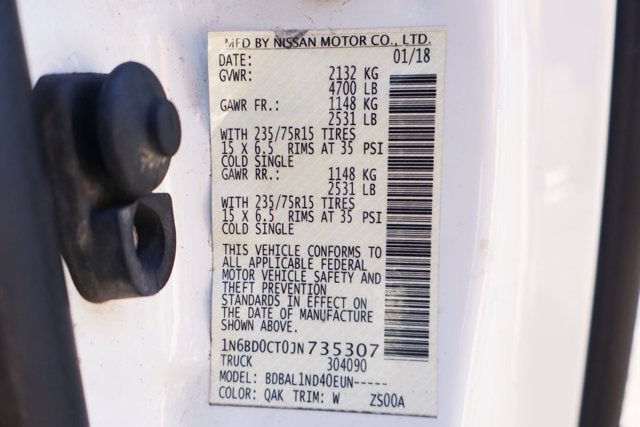 MFD BY NISSAN MOTOR CO., LTD.
DATE: 01/18
GVWR: 2132 KG
4700 LB
GAWR FR.: 1148 KG
2531 LB
WITH 235/75R15 TIRES
15 X 6.5 RIMS AT 35 PSI
COLD SINGLE
GAWR RR.: 1148 KG
2531 LB
WITH 235/75R15 TIRES
15 X 6.5 RIMS AT 35 PSI
COLD SINGLE
THIS VEHICLE CONFORMS TO
ALL APPLICABLE FEDERAL
MOTOR VEHICLE SAFETY AND
THEFT PREVENTION
STANDARDS IN EFFECT ON
THE DATE OF MANUFACTURE
SHOWN ABOVE.
1N6BD0CT0JN735307
TRUCK 304090
MODEL: BDBAL1ND40EUN-----
COLOR: QAK TRIM: W ZS00A